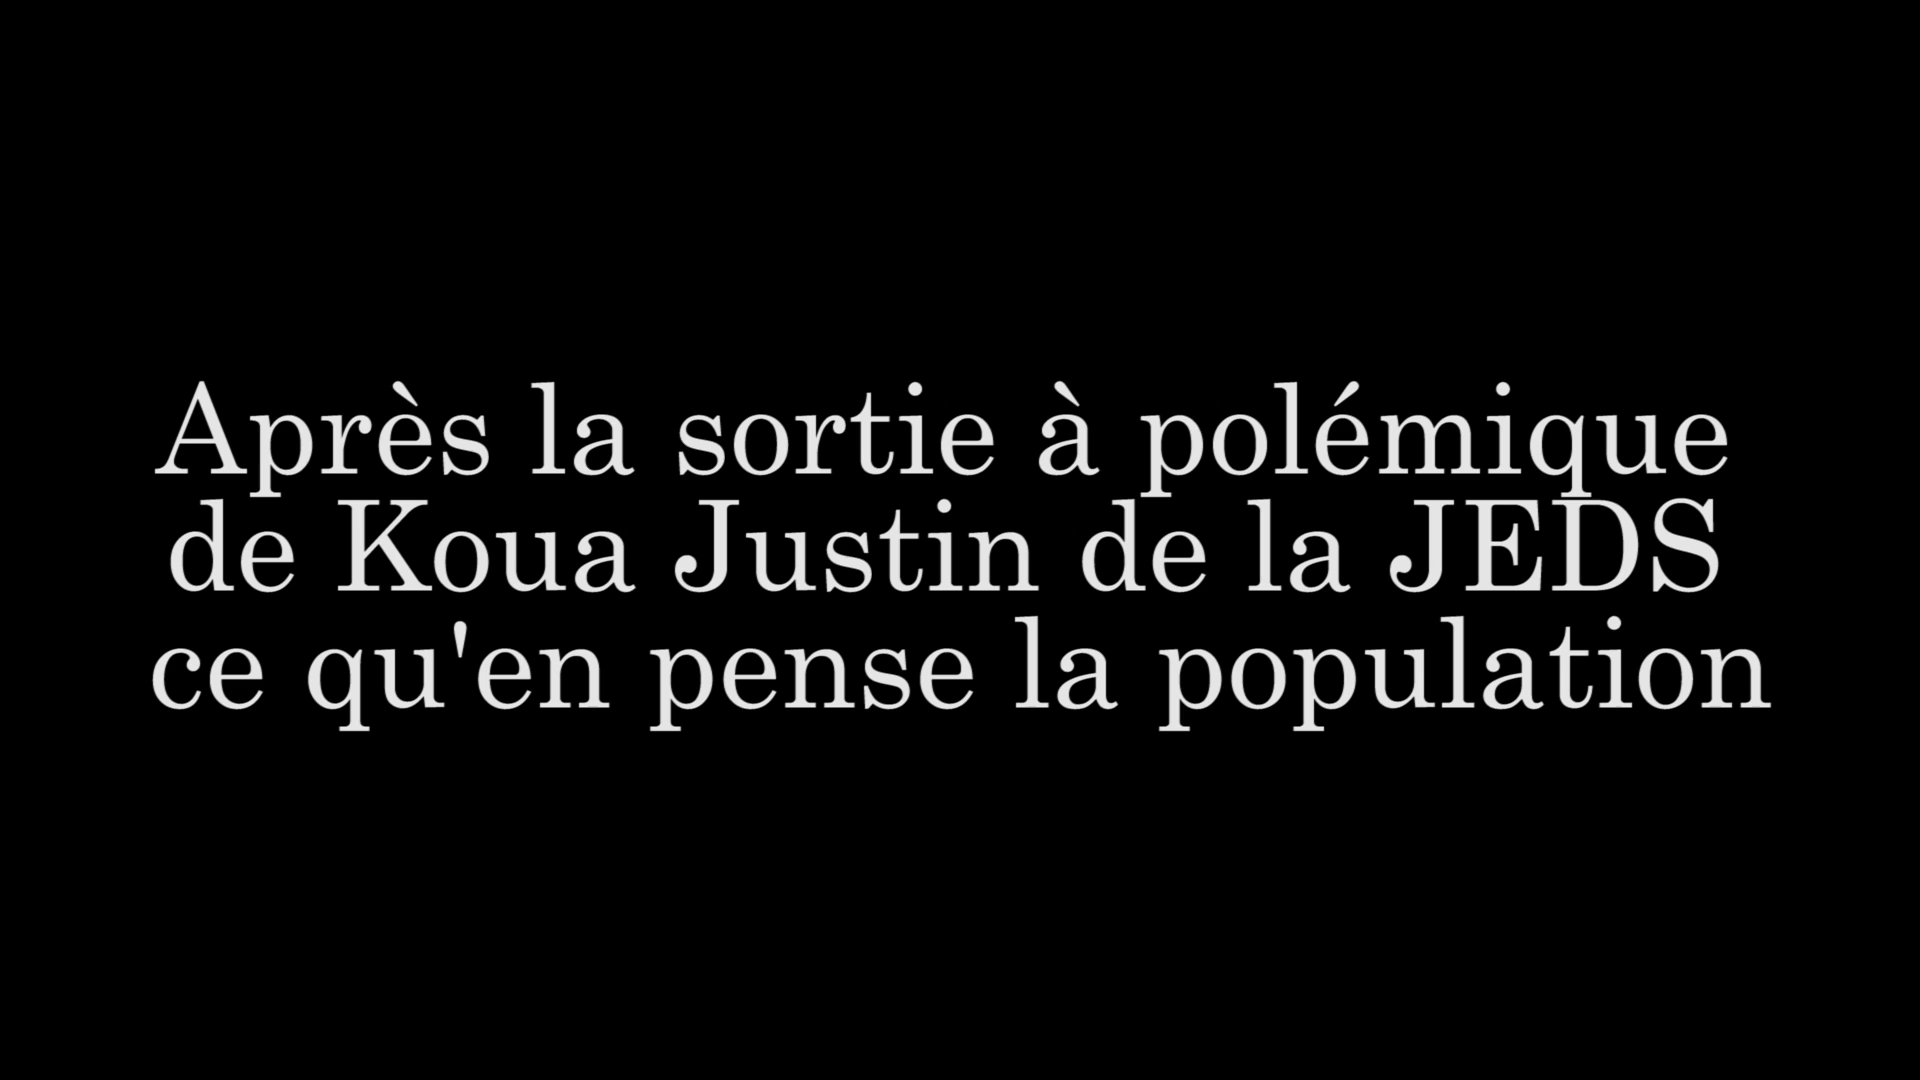 Après la sortie à polémique
de Koua Justin de la JEDS
ce qu'en pense la population